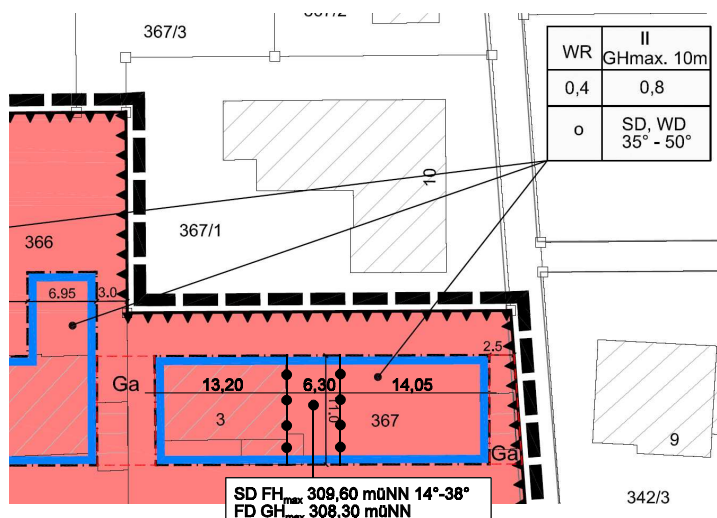 367/3
WR
II
GHmax. 10m
0,4
0,8
o
SD, WD
35° - 50°
10
366
367/1
6.95
3.0
2.5
Ga
13,20
6,30
14,05
11.0
3
367
Ga
9
SD FHmax 309,60 müNN 14°-38°
FD GHmax 308,30 müNN
342/3